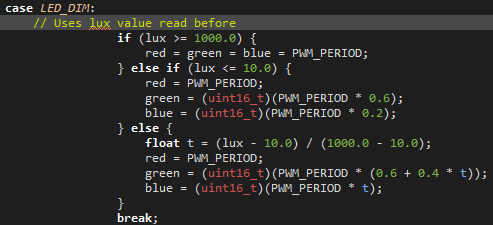 case LED_DIM:
// Uses lux value read before
if (lux >= 1000.0) {
red = green = blue = PWM_PERIOD;
} else if (lux <= 10.0) {
red = PWM_PERIOD;
green = (uint16_t)(PWM_PERIOD * 0.6);
blue = (uint16_t)(PWM_PERIOD * 0.2);
} else {
float t = (lux - 10.0) / (1000.0 - 10.0);
red = PWM_PERIOD;
green = (uint16_t)(PWM_PERIOD * (0.6 + 0.4 * t));
blue = (uint16_t)(PWM_PERIOD * t);
}
break;